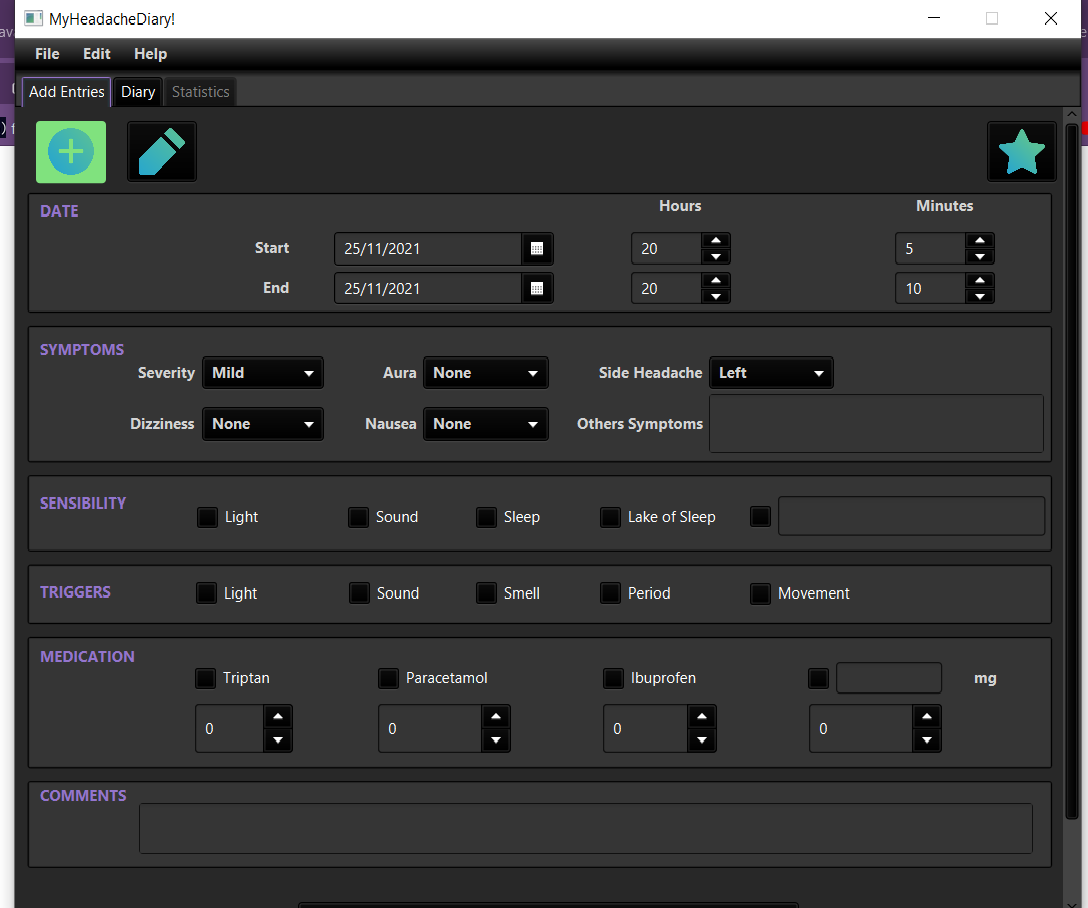 MyHeadacheDiary!
File Edit Help
Add Entries Diary Statistics
DATE Hours Minutes
Start 25/11/2021 20 5
End 25/11/2021 20 10
SYMPTOMS
Severity Mild Aura None Side Headache Left
Dizziness None Nausea None Others Symptoms
SENSIBILITY
Light Sound Sleep Lake of Sleep
TRIGGERS Light Sound Smell Period Movement
MEDICATION
Triptan Paracetamol Ibuprofen mg
0 0 0 0
COMMENTS